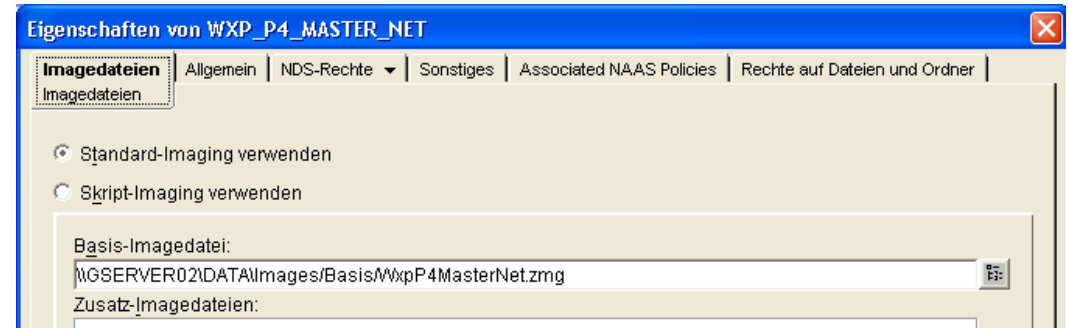 Eigenschaften von WXP_P4_MASTER_NET
Imagedateien Allgemein NDS-Rechte Sonstiges Associated NAAS Policies Rechte auf Dateien und Ordner
Imagedateien
Standard-Imaging verwenden
Skript-Imaging verwenden
Basis-Imagedatei:
\\GSERVER02\DATA\Images/Basis/WxpP4MasterNet.zmg
Zusatz-Imagedateien: